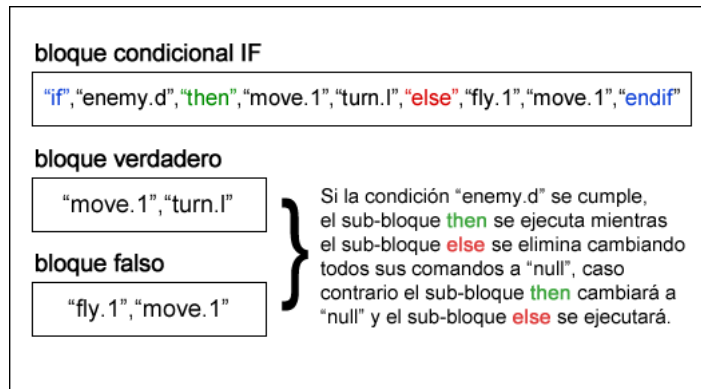 bloque condicional IF
“if”,“enemy.d”,“then”,“move.1”,“turn.l”,“else”,“fly.1”,“move.1”,“endif”
bloque verdadero
“move.1”,“turn.l”
bloque falso
“fly.1”,“move.1”
}
Si la condición “enemy.d” se cumple,
el sub-bloque then se ejecuta mientras
el sub-bloque else se elimina cambiando
todos sus comandos a “null”, caso
contrario el sub-bloque then cambiará a
“null” y el sub-bloque else se ejecutará.